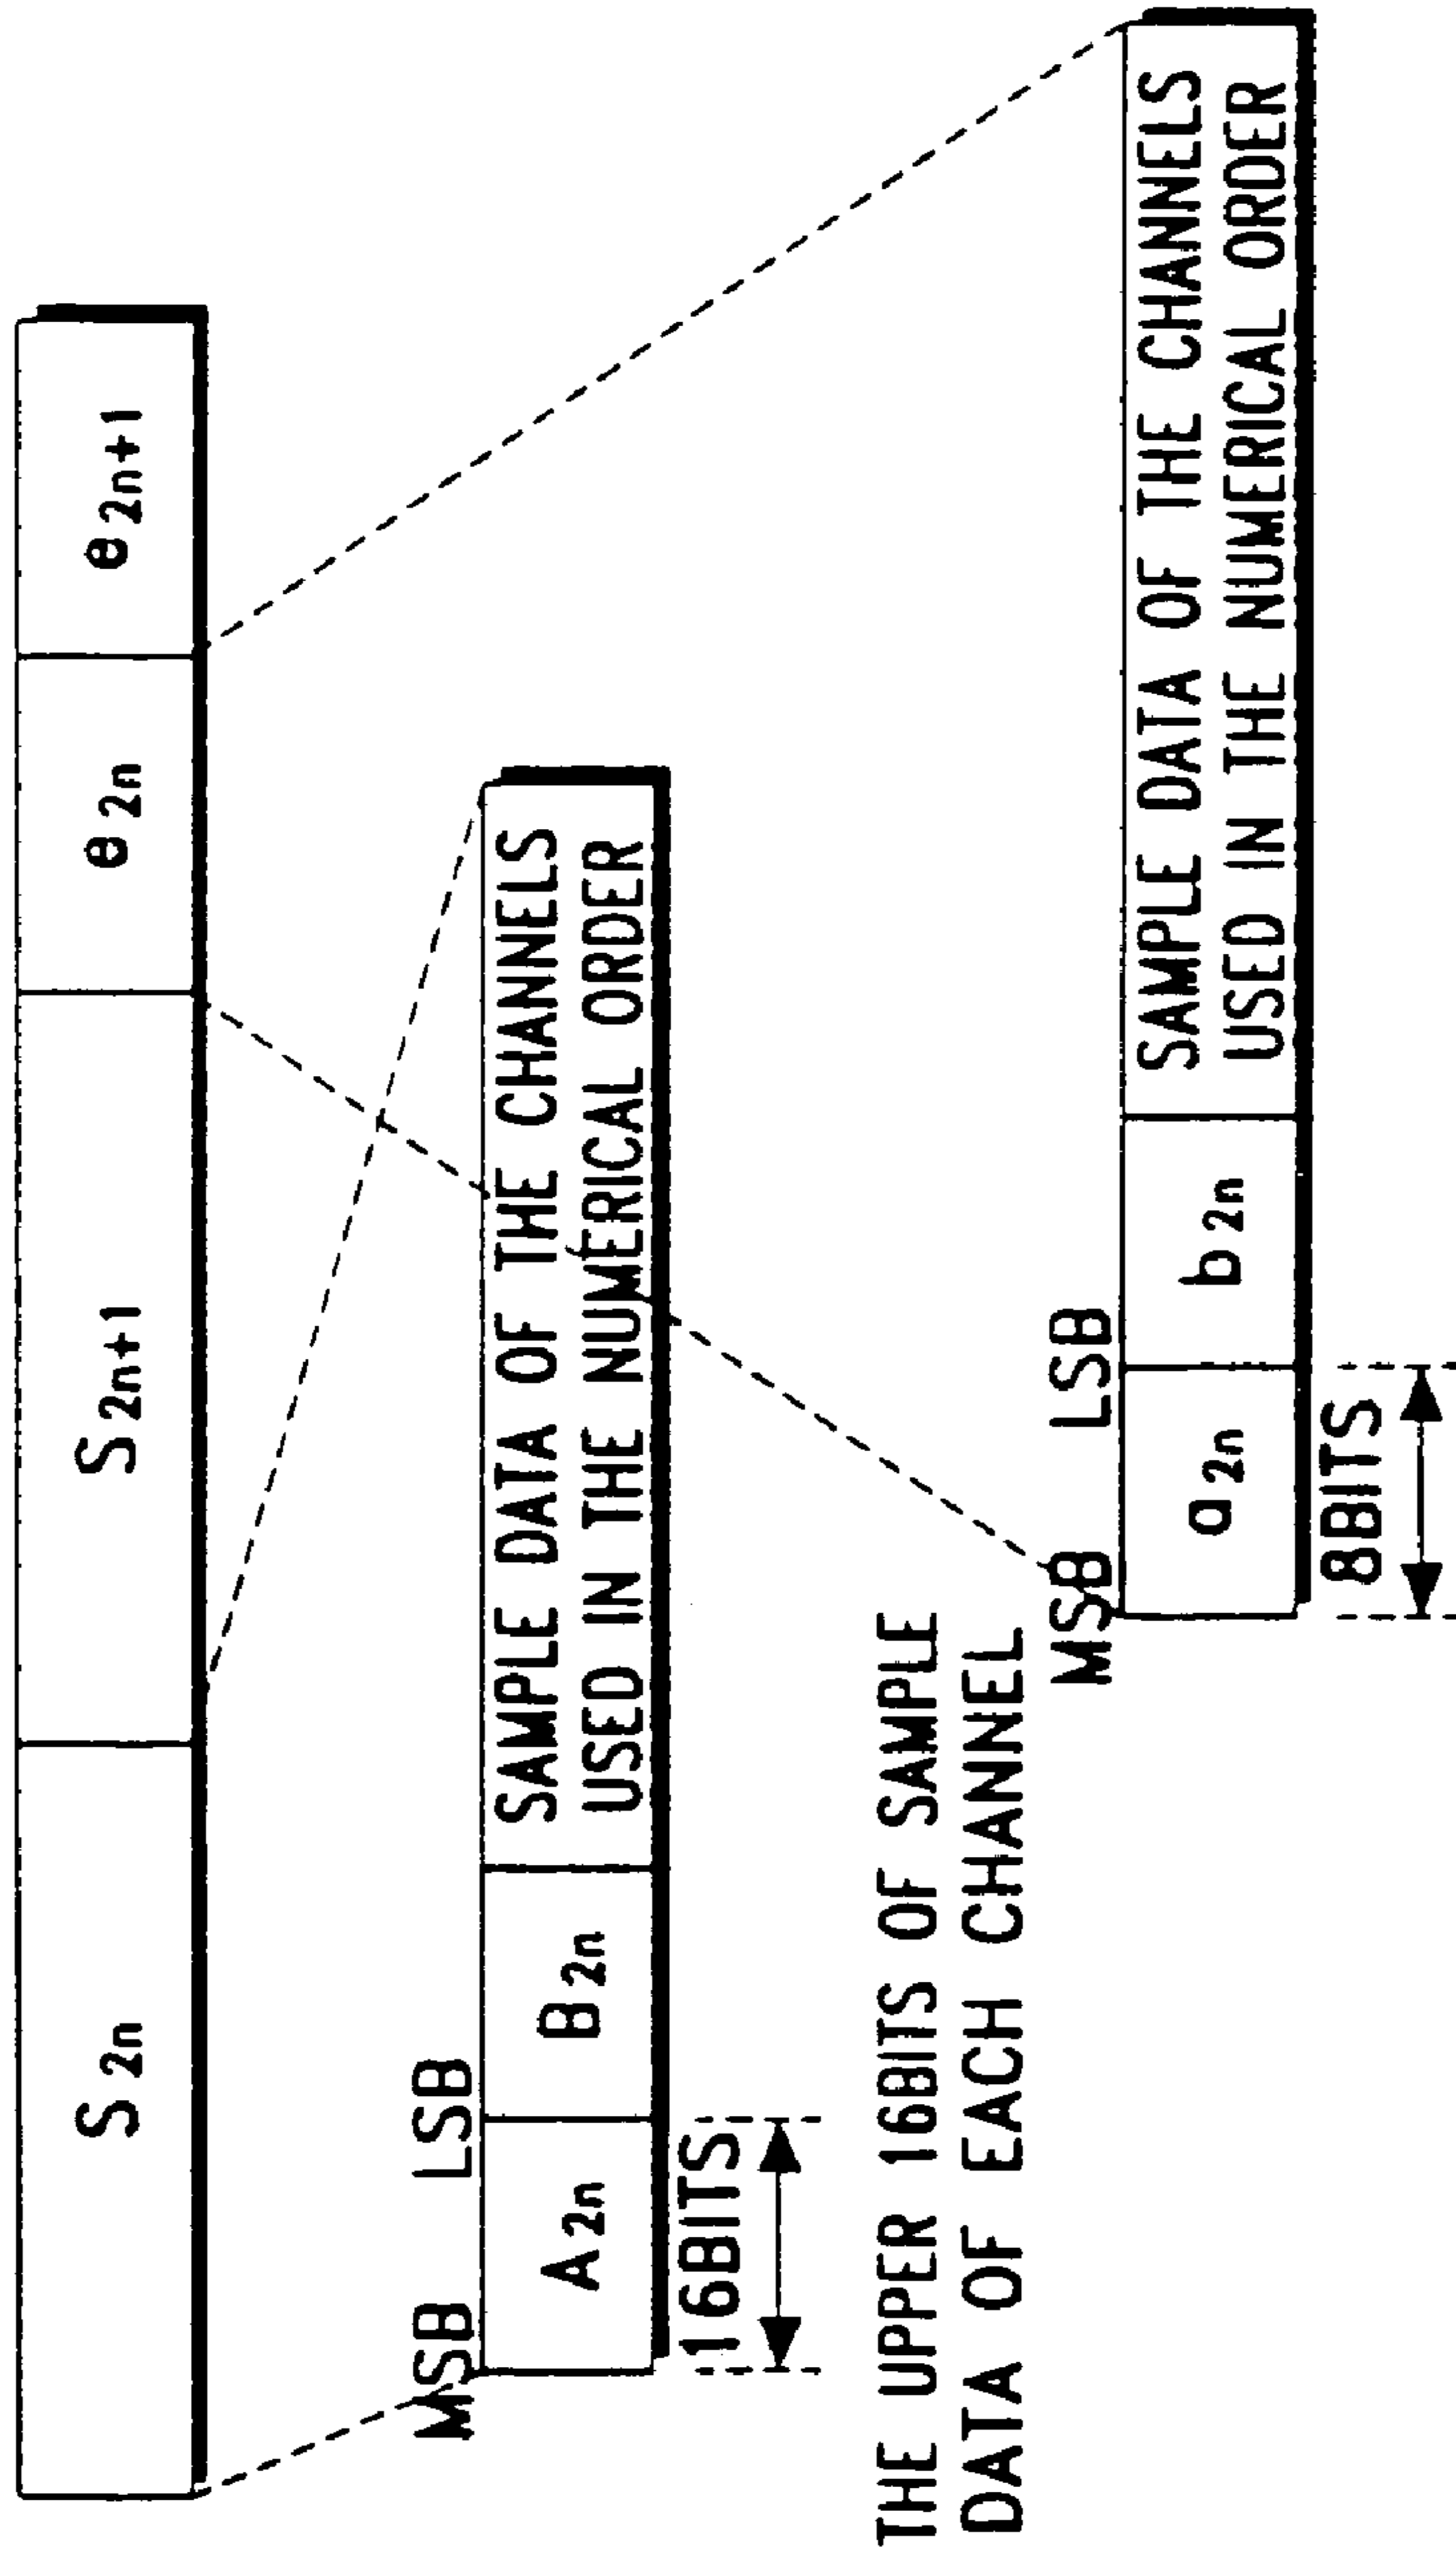 S2n S2n+1 e2n e2n+1
MSB LSB
A2n B2n SAMPLE DATA OF THE CHANNELS
USED IN THE NUMERICAL ORDER
16BITS
THE UPPER 16BITS OF SAMPLE
DATA OF EACH CHANNEL
MSB LSB
a2n b2n SAMPLE DATA OF THE CHANNELS
USED IN THE NUMERICAL ORDER
8BITS